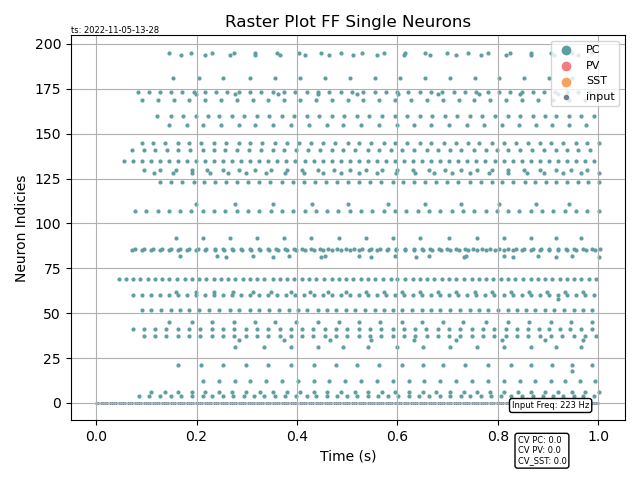 Raster Plot FF Single Neurons
ts: 2022-11-05-13-28
200
175
150
125
100
75
50
25
0
Neuron Indicies
PC
PV
SST
Input
Input Freq: 223 Hz
0.0 0.2 0.4 0.6 0.8 1.0
Time (s)
CV PC: 0.0
CV PV: 0.0
CV_SST: 0.0